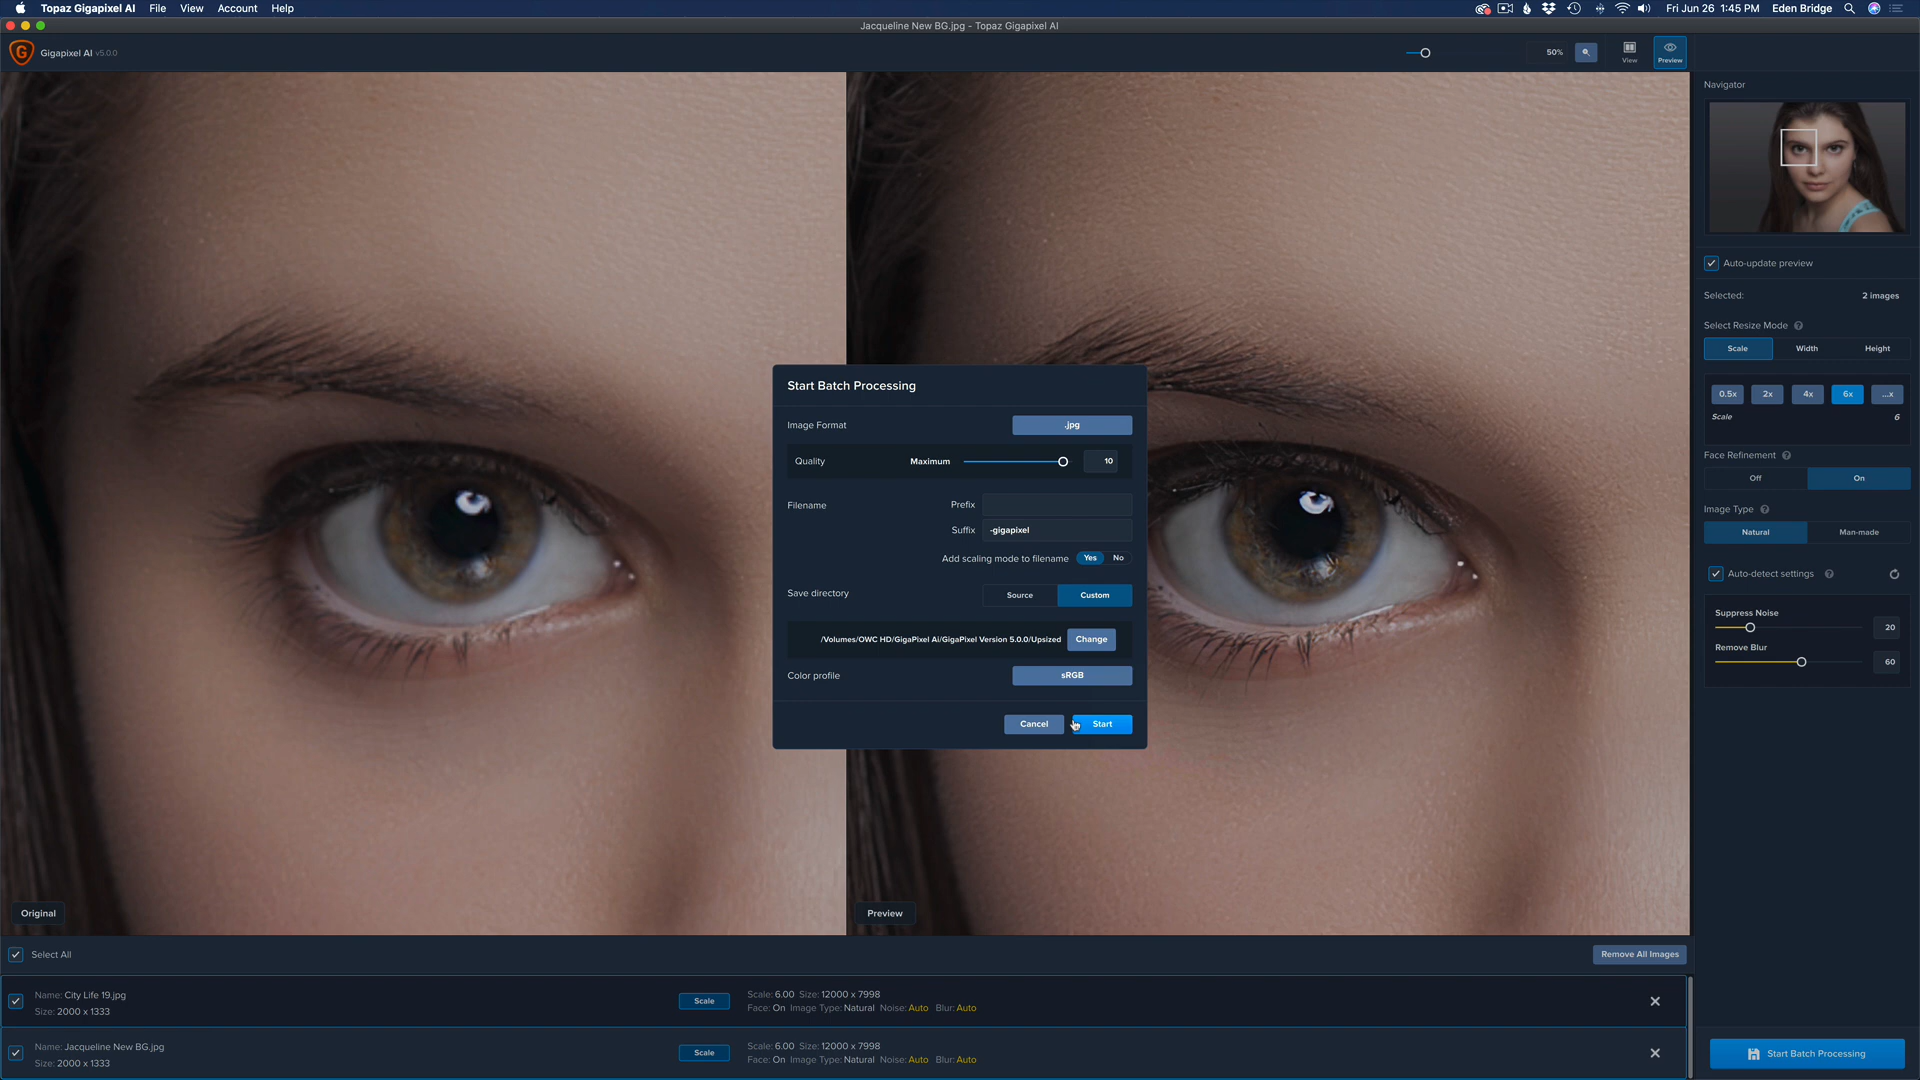 Topaz Gigapixel AI File View Account Help Fri Jun 26 1:45 PM Eden Bridge
Jacqueline New BG.jpg - Topaz Gigapixel AI
G Gigapixel AI v5.0.0 50% View Preview
Navigator
Auto-update preview
Selected: 2 images
Select Resize Mode ?
Scale Width Height
0.5x 2x 4x 6x ...x
Scale 6
Face Refinement ?
Off On
Image Type ?
Natural Man-made
Auto-detect settings ?
Suppress Noise
20
Remove Blur
60
Start Batch Processing
Image Format .jpg
Quality Maximum 10
Filename Prefix
Suffix -gigapixel
Add scaling mode to filename Yes No
Save directory Source Custom
/Volumes/OWC HD/GigaPixel Ai/GigaPixel Version 5.0.0/Upsized Change
Color profile sRGB
Cancel Start
Original Preview
Select All Remove All Images
Name: City Life 19.jpg
Size: 2000 x 1333
Scale
Scale: 6.00 Size: 12000 x 7998
Face: On Image Type: Natural Noise: Auto Blur: Auto
Name: Jacqueline New BG.jpg
Size: 2000 x 1333
Scale
Scale: 6.00 Size: 12000 x 7998
Face: On Image Type: Natural Noise: Auto Blur: Auto
Start Batch Processing